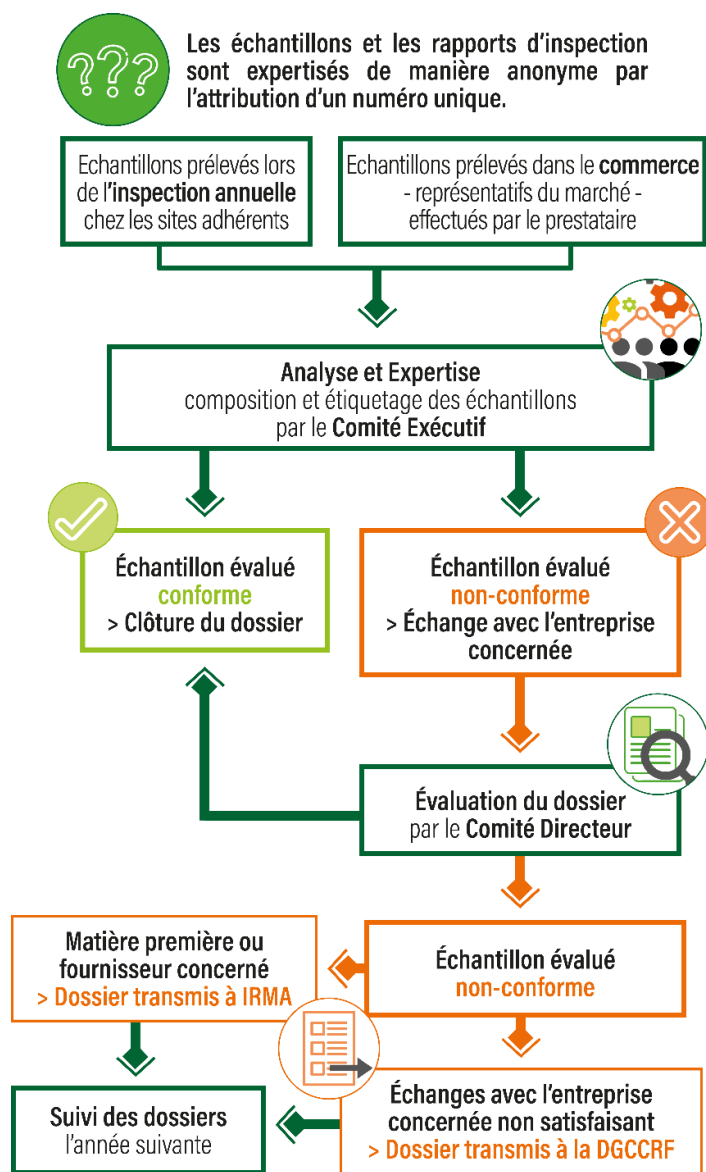 ???
Les échantillons et les rapports d'inspection
sont expertisés de manière anonyme par
l'attribution d'un numéro unique.
Echantillons prélevés lors
de l'inspection annuelle
chez les sites adhérents
Echantillons prélevés dans le commerce
- représentatifs du marché -
effectués par le prestataire
Analyse et Expertise
composition et étiquetage des échantillons
par le Comité Exécutif
Échantillon évalué
conforme
> Clôture du dossier
Échantillon évalué
non-conforme
> Échange avec l'entreprise
concernée
Évaluation du dossier
par le Comité Directeur
Matière première ou
fournisseur concerné
> Dossier transmis à IRMA
Échantillon évalué
non-conforme
Suivi des dossiers
l'année suivante
Échanges avec l'entreprise
concernée non satisfaisant
> Dossier transmis à la DGCCRF